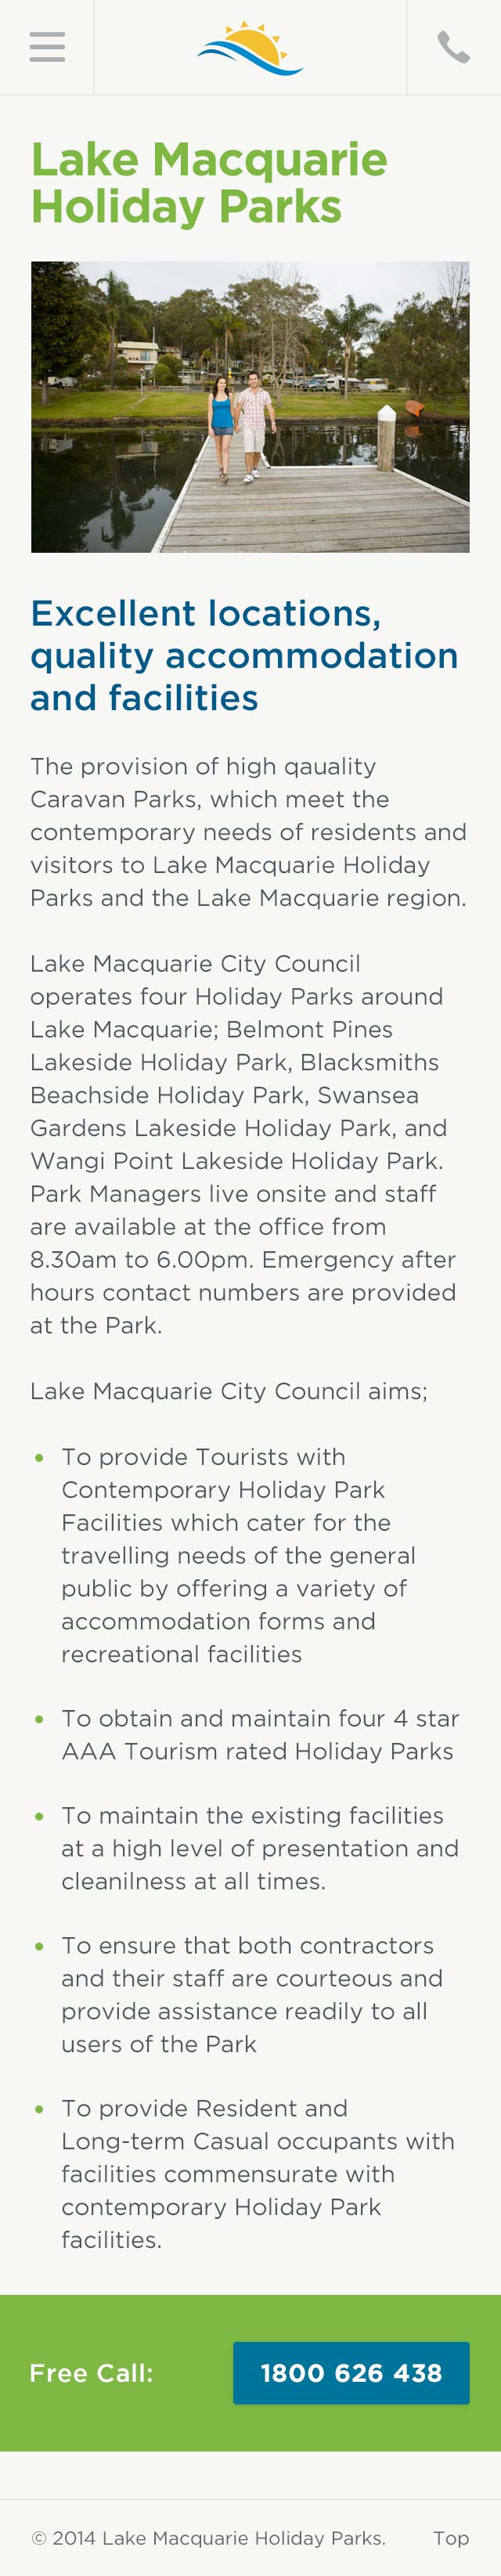 Lake Macquarie
Holiday Parks
Excellent locations,
quality accommodation
and facilities
The provision of high qauality
Caravan Parks, which meet the
contemporary needs of residents and
visitors to Lake Macquarie Holiday
Parks and the Lake Macquarie region.
Lake Macquarie City Council
operates four Holiday Parks around
Lake Macquarie; Belmont Pines
Lakeside Holiday Park, Blacksmiths
Beachside Holiday Park, Swansea
Gardens Lakeside Holiday Park, and
Wangi Point Lakeside Holiday Park.
Park Managers live onsite and staff
are available at the office from
8.30am to 6.00pm. Emergency after
hours contact numbers are provided
at the Park.
Lake Macquarie City Council aims;
• To provide Tourists with
Contemporary Holiday Park
Facilities which cater for the
travelling needs of the general
public by offering a variety of
accommodation forms and
recreational facilities
• To obtain and maintain four 4 star
AAA Tourism rated Holiday Parks
• To maintain the existing facilities
at a high level of presentation and
cleanilness at all times.
• To ensure that both contractors
and their staff are courteous and
provide assistance readily to all
users of the Park
• To provide Resident and
Long-term Casual occupants with
facilities commensurate with
contemporary Holiday Park
facilities.
Free Call: 1800 626 438
© 2014 Lake Macquarie Holiday Parks. Top